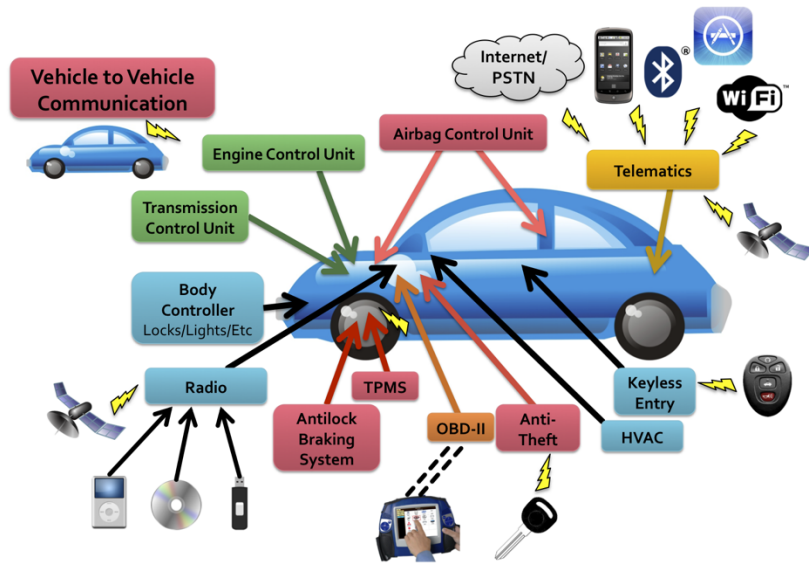 Vehicle to Vehicle
Communication
Internet/
PSTN
®
WiFi™
Engine Control Unit
Airbag Control Unit
Telematics
Transmission
Control Unit
Body
Controller
Locks/Lights/Etc
Radio
TPMS
Antilock
Braking
System
OBD-II
Anti-
Theft
Keyless
Entry
HVAC